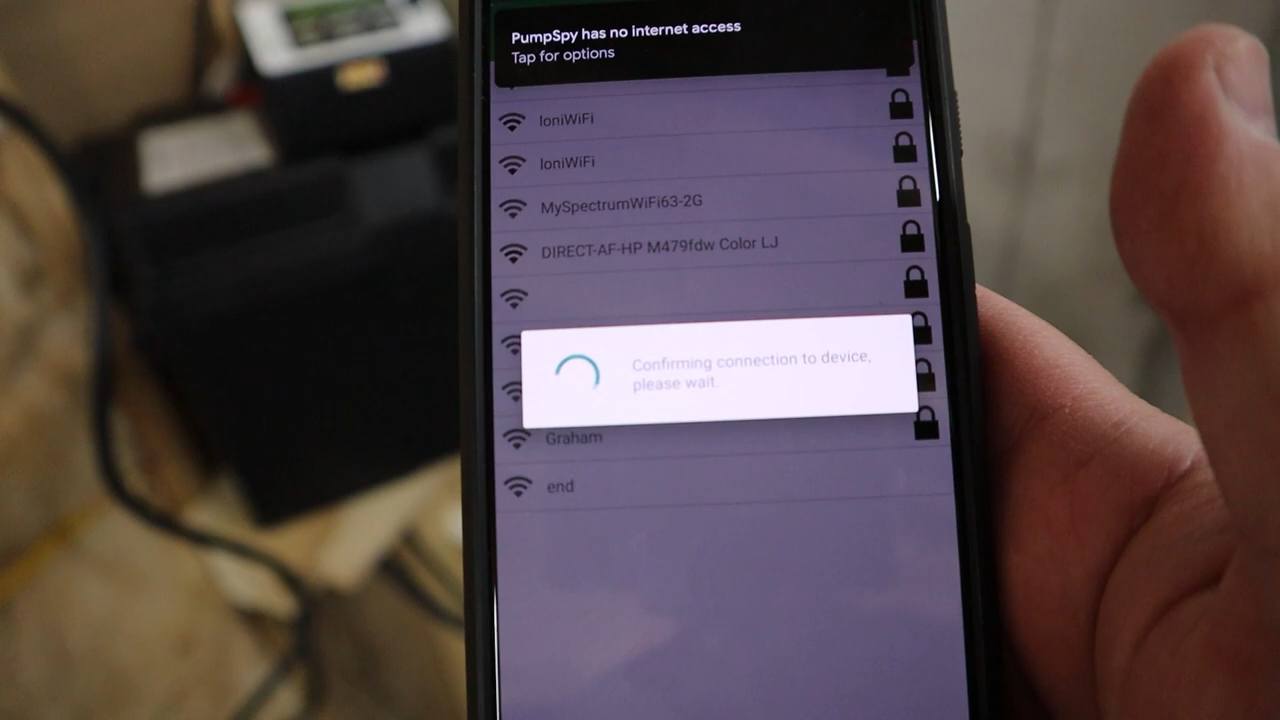 PumpSpy has no internet access
Tap for options
IoniWiFi
IoniWiFi
MySpectrumWiFi63-2G
DIRECT-AF-HP M479fdw Color LJ
Confirming connection to device,
please wait.
Graham
end